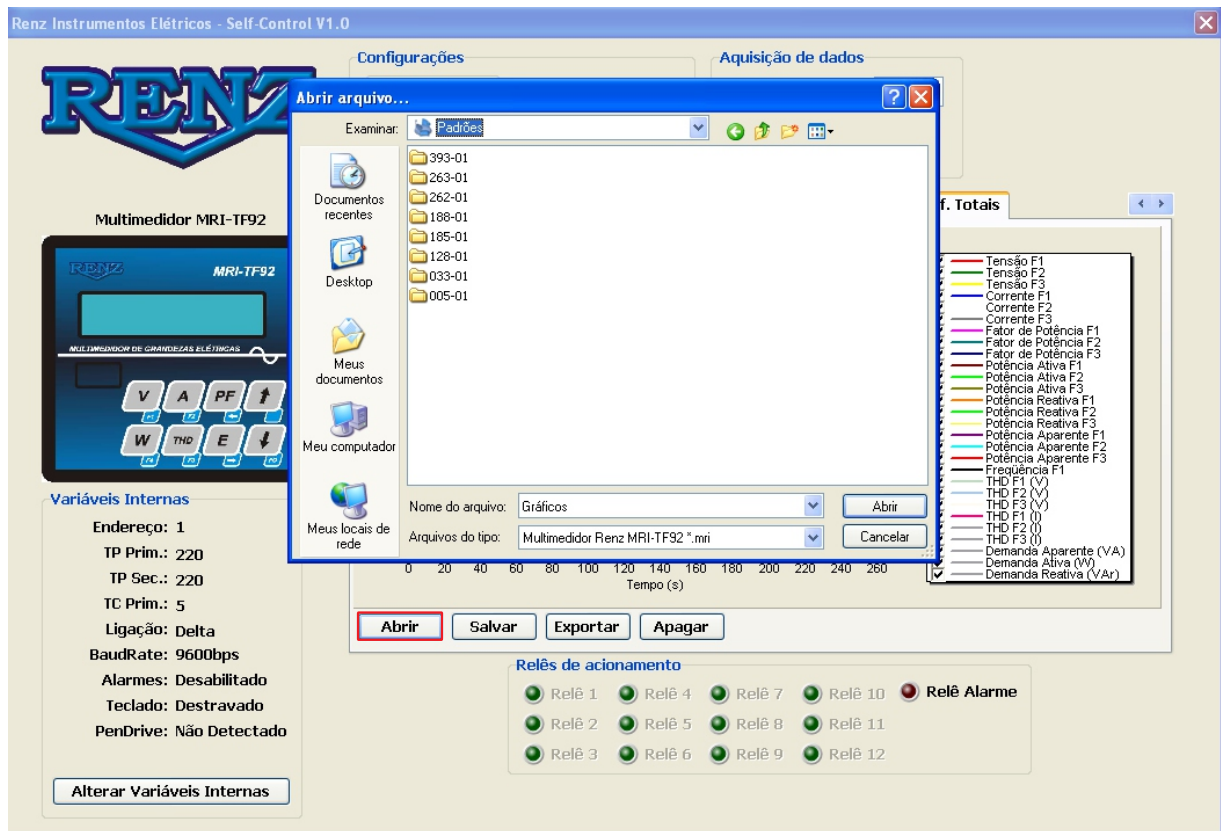 Renz Instrumentos Elétricos - Self-Control V1.0
RENZ
Configurações
Aquisição de dados
Abrir arquivo...
Examinar:
Padrões
393-01
263-01
262-01
188-01
185-01
128-01
033-01
005-01
Documentos recentes
Desktop
Meus documentos
Meu computador
Meus locais de rede
Nome do arquivo:
Gráficos
Abrir
Arquivos do tipo:
Multimedidor Renz MRI-TF92 *.mri
Cancelar
Multimedidor MRI-TF92
RENZ
MRI-TF92
MULTIMEDIDOR DE GRANDEZAS ELÉTRICAS
V A PF
W THD E
f. Totais
Tensão F1
Tensão F2
Tensão F3
Corrente F1
Corrente F2
Corrente F3
Fator de Potência F1
Fator de Potência F2
Fator de Potência F3
Potência Ativa F1
Potência Ativa F2
Potência Ativa F3
Potência Reativa F1
Potência Reativa F2
Potência Reativa F3
Potência Aparente F1
Potência Aparente F2
Potência Aparente F3
Freqüência F1
THD F1 (V)
THD F2 (V)
THD F3 (V)
THD F1 (I)
THD F2 (I)
THD F3 (I)
Demanda Aparente (VA)
Demanda Ativa (W)
Demanda Reativa (VAr)
0 20 40 60 80 100 120 140 160 180 200 220 240 260
Tempo (s)
Abrir Salvar Exportar Apagar
Variáveis Internas
Endereço: 1
TP Prim.: 220
TP Sec.: 220
TC Prim.: 5
Ligação: Delta
BaudRate: 9600bps
Alarmes: Desabilitado
Teclado: Destravado
PenDrive: Não Detectado
Alterar Variáveis Internas
Relês de acionamento
Relê 1 Relê 4 Relê 7 Relê 10 Relê Alarme
Relê 2 Relê 5 Relê 8 Relê 11
Relê 3 Relê 6 Relê 9 Relê 12